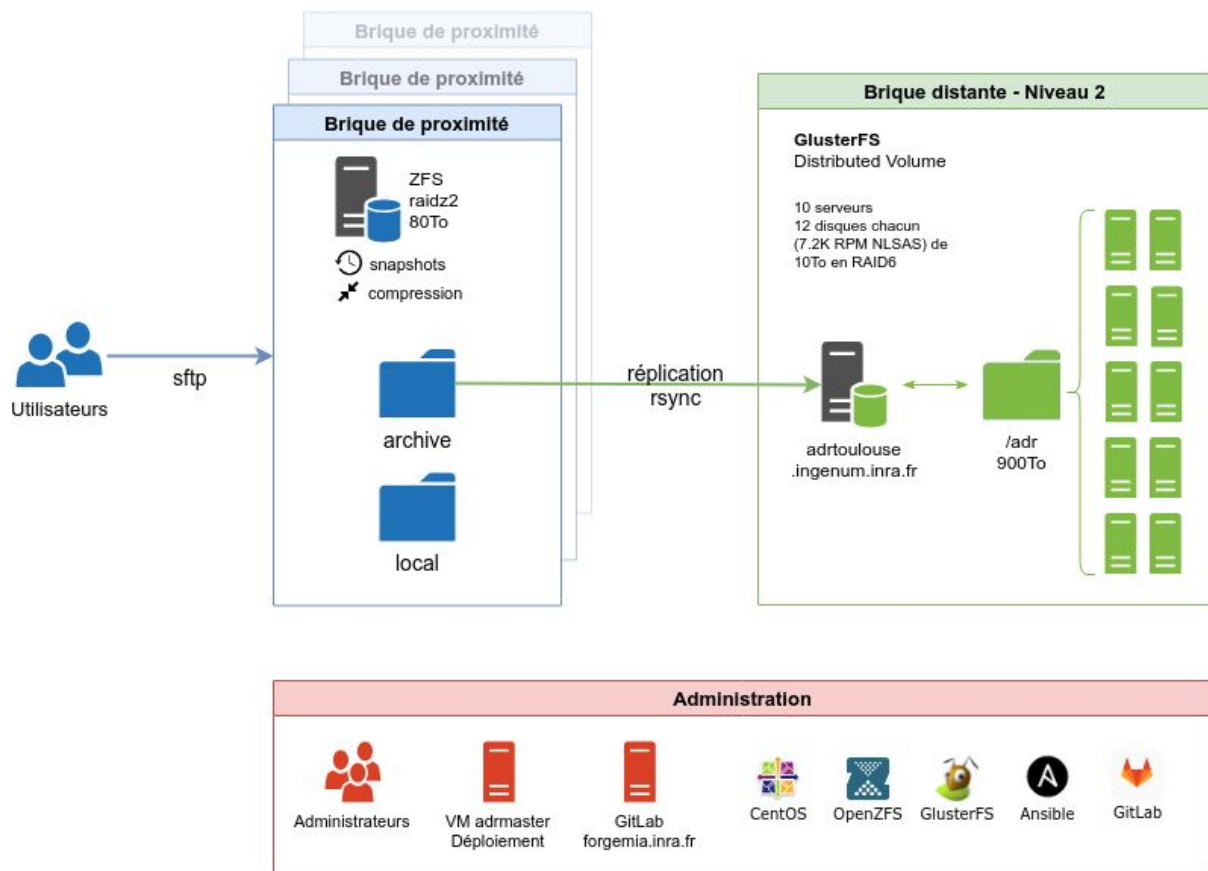 Brique de proximité
Brique de proximité
Brique de proximité
ZFS
raidz2
80To
snapshots
compression
Utilisateurs
sftp
archive
local
réplication
rsync
Brique distante - Niveau 2
GlusterFS
Distributed Volume
10 serveurs
12 disques chacun
(7.2K RPM NLSAS) de
10To en RAID6
adrtoulouse
.ingenum.inra.fr
/adr
900To
Administration
Administrateurs
VM adrmaster
Déploiement
GitLab
forgemia.inra.fr
CentOS
OpenZFS
GlusterFS
Ansible
GitLab